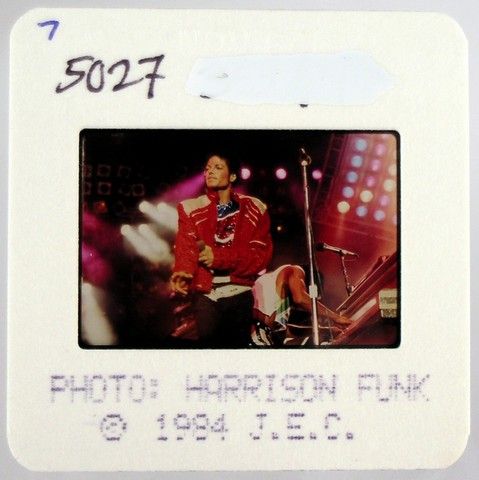 7
5027
PHOTO: HARRISON FUNK
© 1984 J.E.C.